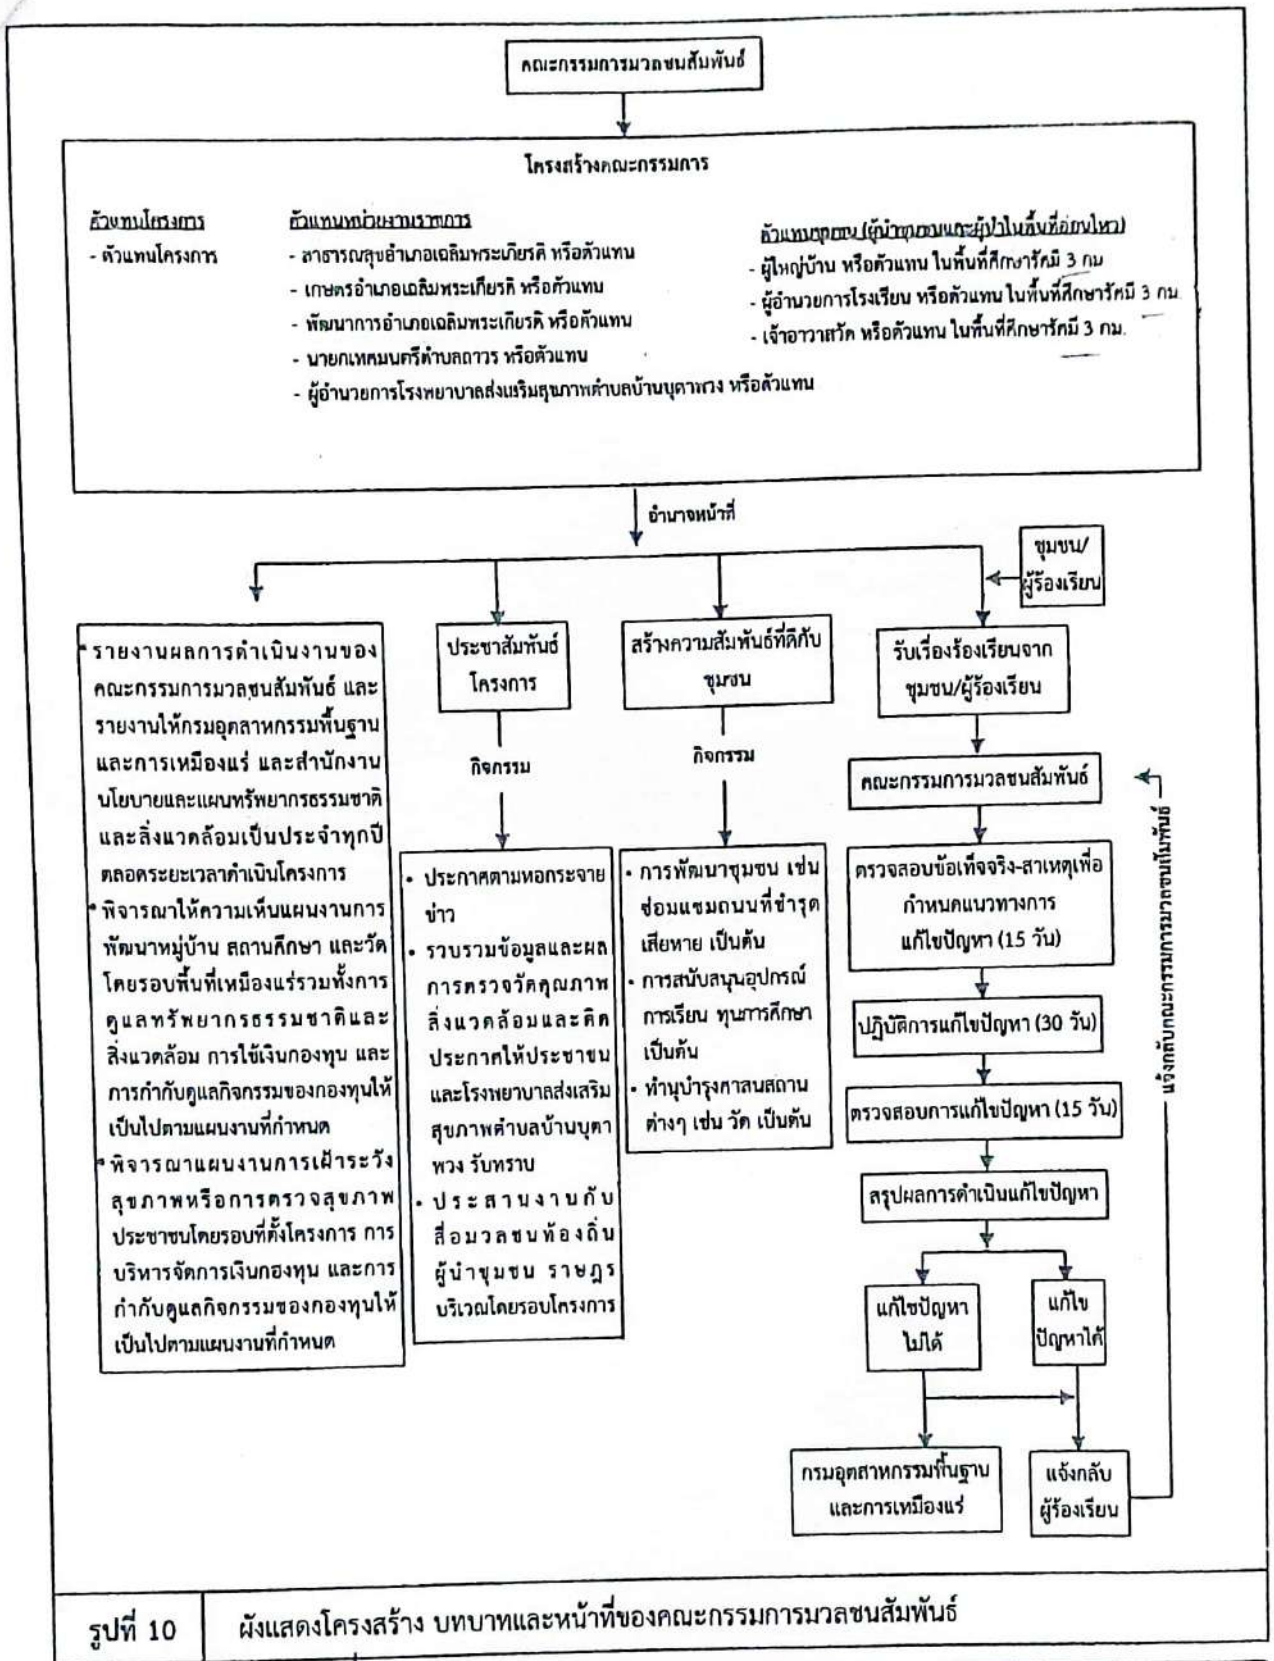 คณะกรรมการมวลชนสัมพันธ์
โครงสร้างคณะกรรมการ
ตัวแทนโครงการ
- ตัวแทนโครงการ
ตัวแทนหน่วยงานราชการ
- สาธารณสุขอำเภอเฉลิมพระเกียรติ หรือตัวแทน
- เกษตรอำเภอเฉลิมพระเกียรติ หรือตัวแทน
- พัฒนาการอำเภอเฉลิมพระเกียรติ หรือตัวแทน
- นายกเทศมนตรีตำบลถาวร หรือตัวแทน
- ผู้อำนวยการโรงพยาบาลส่งเสริมสุขภาพตำบลบ้านบุตาพวง หรือตัวแทน
ตัวแทนชุมชน (ผู้นำชุมชนและผู้นำในพื้นที่อ่อนไหว)
- ผู้ใหญ่บ้าน หรือตัวแทน ในพื้นที่ศึกษารัศมี 3 กม
- ผู้อำนวยการโรงเรียน หรือตัวแทน ในพื้นที่ศึกษารัศมี 3 กม.
- เจ้าอาวาสวัด หรือตัวแทน ในพื้นที่ศึกษารัศมี 3 กม.
อำนาจหน้าที่
ชุมชน/
ผู้ร้องเรียน
• รายงานผลการดำเนินงานของ
คณะกรรมการมวลชนสัมพันธ์ และ
รายงานให้กรมอุตสาหกรรมพื้นฐาน
และการเหมืองแร่ และสำนักงาน
นโยบายและแผนทรัพยากรธรรมชาติ
และสิ่งแวดล้อมเป็นประจำทุกปี
ตลอดระยะเวลาดำเนินโครงการ
• พิจารณาให้ความเห็นแผนงานการ
พัฒนาหมู่บ้าน สถานศึกษา และวัด
โดยรอบพื้นที่เหมืองแร่รวมทั้งการ
ดูแลทรัพยากรธรรมชาติและ
สิ่งแวดล้อม การใช้เงินกองทุน และ
การกำกับดูแลกิจกรรมของกองทุนให้
เป็นไปตามแผนงานที่กำหนด
• พิจารณาแผนงานการเฝ้าระวัง
สุขภาพหรือการตรวจสุขภาพ
ประชาชนโดยรอบที่ตั้งโครงการ การ
บริหารจัดการเงินกองทุน และการ
กำกับดูแลกิจกรรมของกองทุนให้
เป็นไปตามแผนงานที่กำหนด
ประชาสัมพันธ์
โครงการ
กิจกรรม
• ประกาศตามหอกระจาย
ข่าว
• รวบรวมข้อมูลและผล
การตรวจวัดคุณภาพ
สิ่งแวดล้อมและติด
ประกาศให้ประชาชน
และโรงพยาบาลส่งเสริม
สุขภาพตำบลบ้านบุตา
พวง รับทราบ
• ประสานงานกับ
สื่อมวลชนท้องถิ่น
ผู้นำชุมชน ราษฎร
บริเวณโดยรอบโครงการ
สร้างความสัมพันธ์ที่ดีกับ
ชุมชน
กิจกรรม
• การพัฒนาชุมชน เช่น
ซ่อมแซมถนนที่ชำรุด
เสียหาย เป็นต้น
• การสนับสนุนอุปกรณ์
การเรียน ทุนการศึกษา
เป็นต้น
• ทำนุบำรุงศาสนสถาน
ต่างๆ เช่น วัด เป็นต้น
รับเรื่องร้องเรียนจาก
ชุมชน/ผู้ร้องเรียน
คณะกรรมการมวลชนสัมพันธ์
ตรวจสอบข้อเท็จจริง-สาเหตุเพื่อ
กำหนดแนวทางการ
แก้ไขปัญหา (15 วัน)
ปฏิบัติการแก้ไขปัญหา (30 วัน)
ตรวจสอบการแก้ไขปัญหา (15 วัน)
สรุปผลการดำเนินแก้ไขปัญหา
แก้ไขปัญหา
ไม่ได้
แก้ไข
ปัญหาได้
กรมอุตสาหกรรมพื้นฐาน
และการเหมืองแร่
แจ้งกลับ
ผู้ร้องเรียน
แจ้งกลับคณะกรรมการมวลชนสัมพันธ์
รูปที่ 10
ผังแสดงโครงสร้าง บทบาทและหน้าที่ของคณะกรรมการมวลชนสัมพันธ์